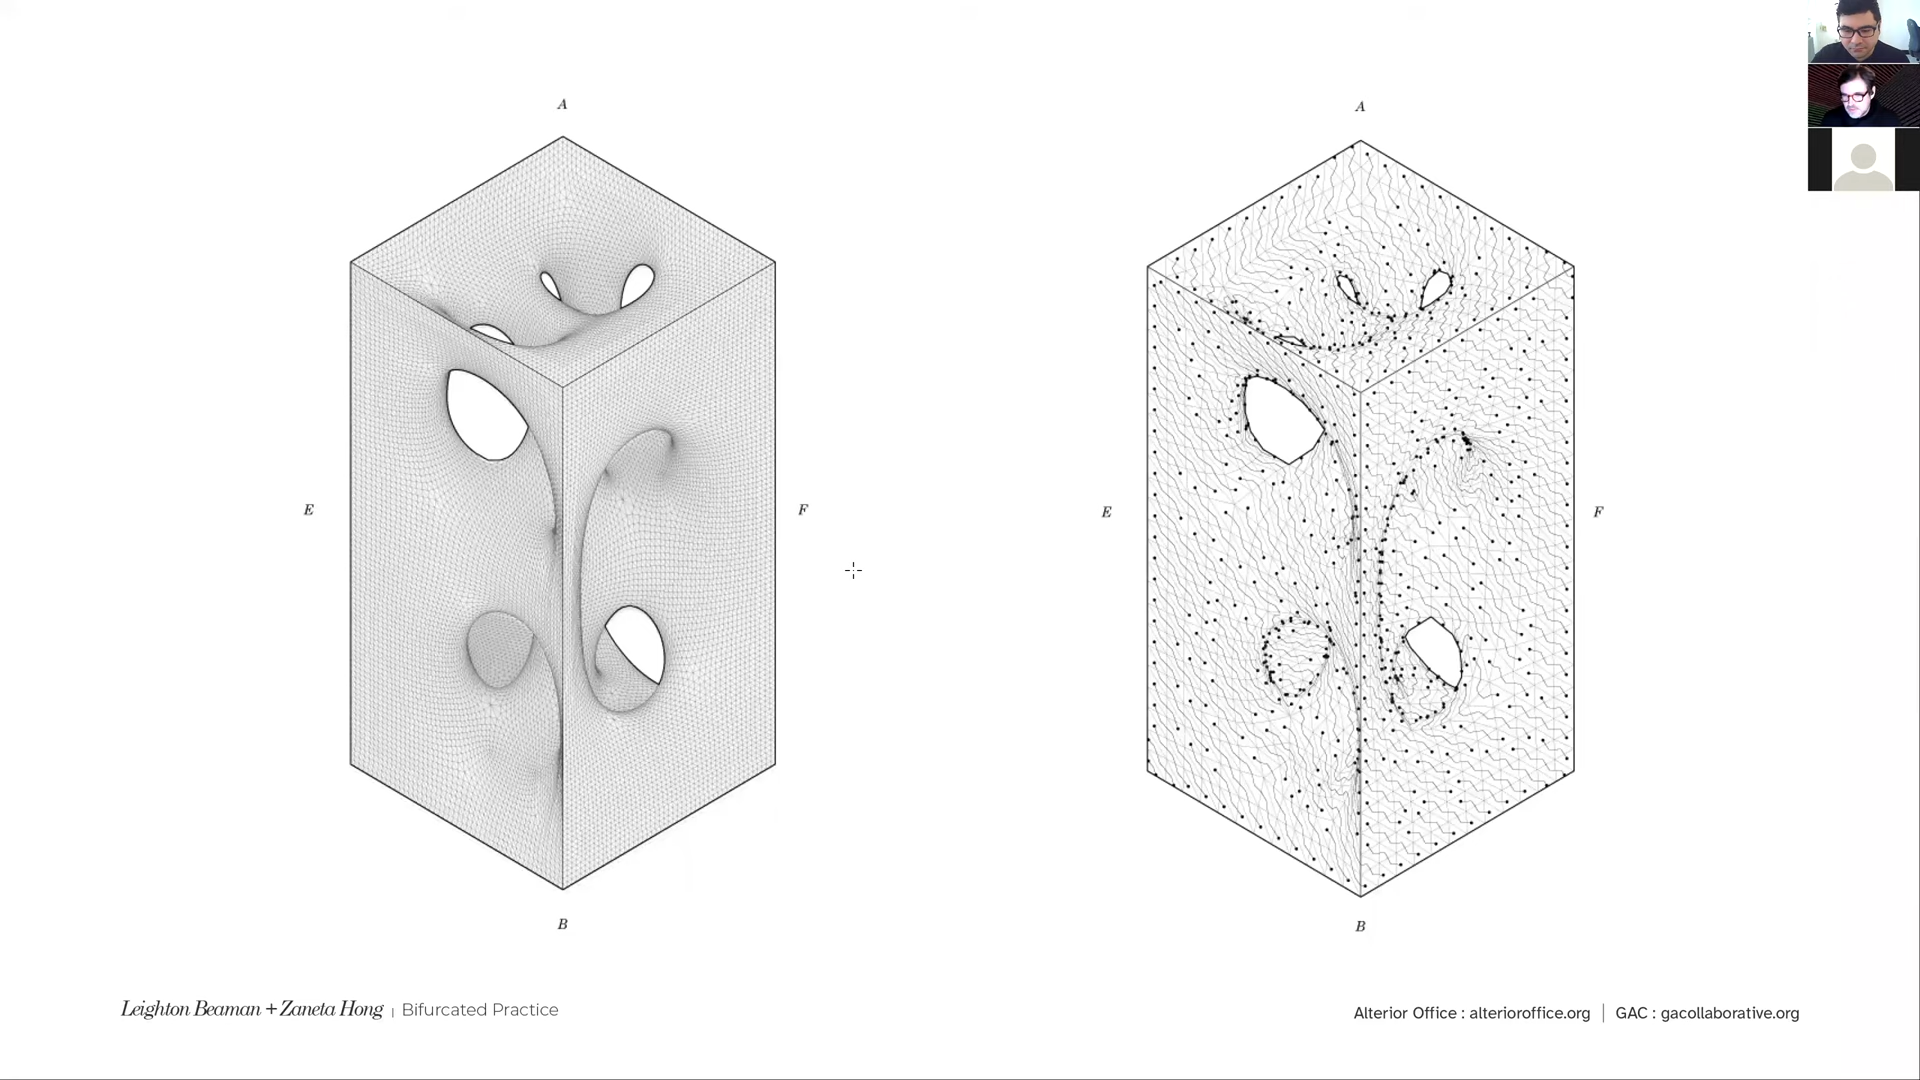 A
A
E
F
E
F
B
B
Leighton Beaman + Zaneta Hong | Bifurcated Practice
Alterior Office : alterioroffice.org | GAC : gacollaborative.org